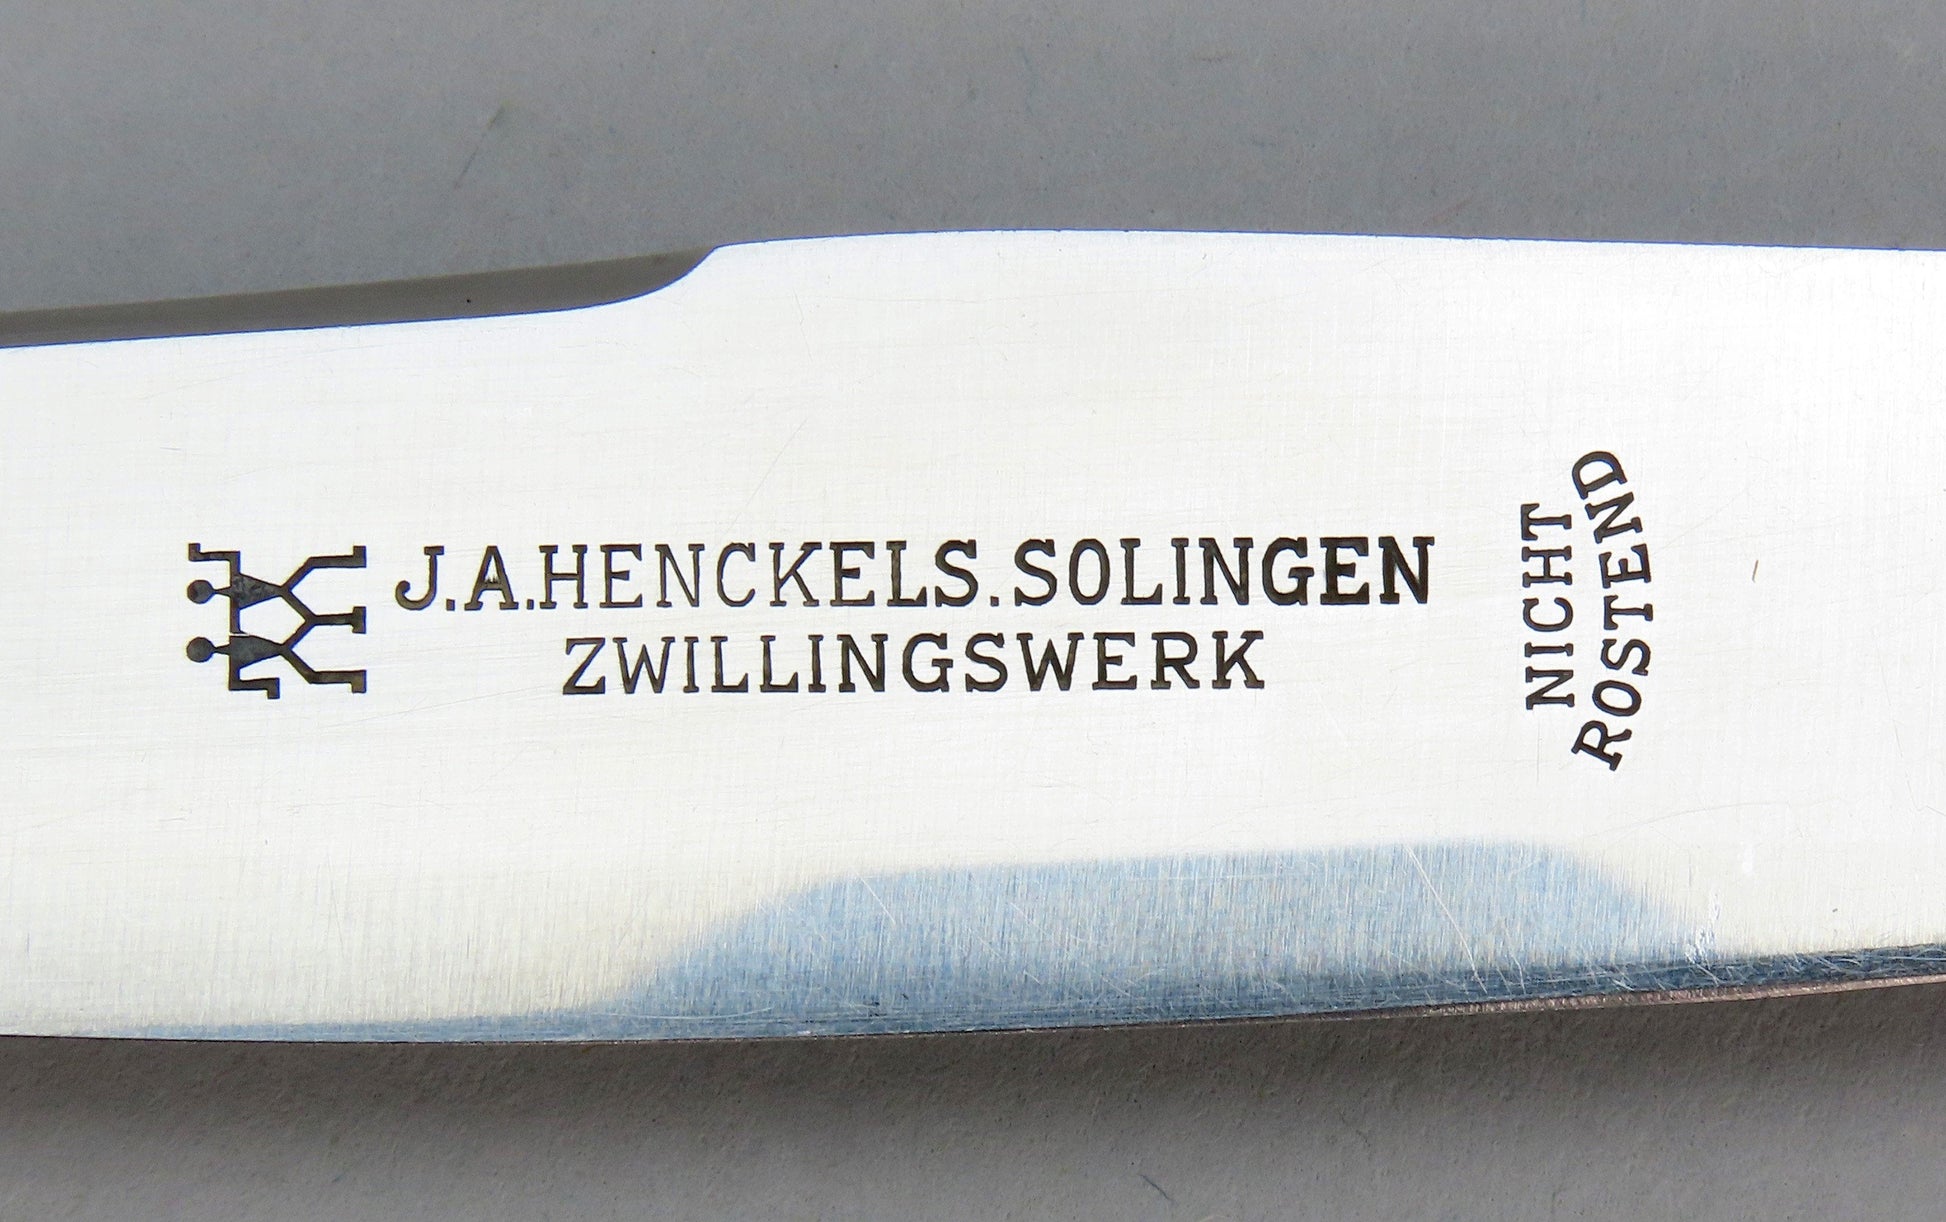 J.A.HENCKELS.SOLINGEN
ZWILLINGSWERK
NICHT
ROSTEND